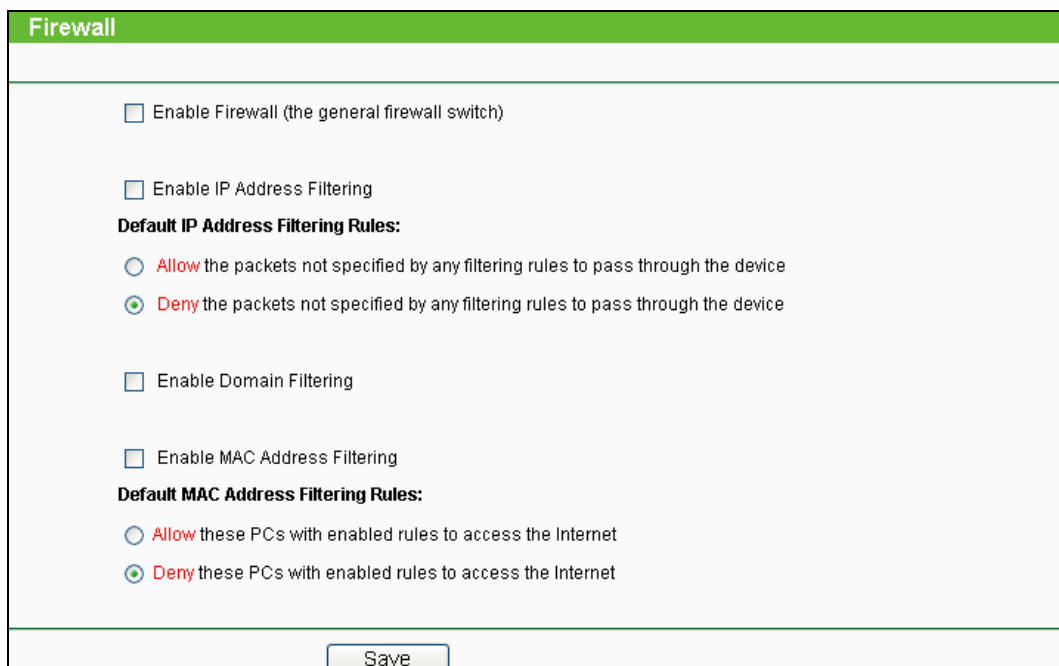 Firewall
Enable Firewall (the general firewall switch)
Enable IP Address Filtering
Default IP Address Filtering Rules:
Allow the packets not specified by any filtering rules to pass through the device
Deny the packets not specified by any filtering rules to pass through the device
Enable Domain Filtering
Enable MAC Address Filtering
Default MAC Address Filtering Rules:
Allow these PCs with enabled rules to access the Internet
Deny these PCs with enabled rules to access the Internet
Save